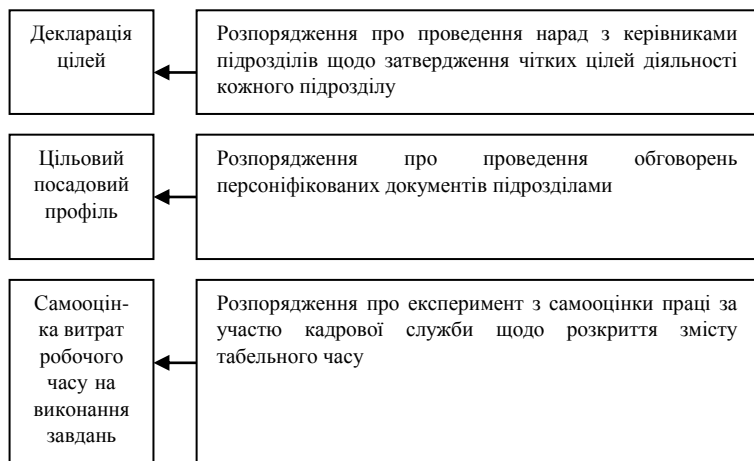 Декларація
цілей
Розпорядження про проведення нарад з керівниками
підрозділів щодо затвердження чітких цілей діяльності
кожного підрозділу
Цільовий
посадовий
профіль
Розпорядження про проведення обговорень
персоніфікованих документів підрозділами
Самооцін-
ка витрат
робочого
часу на
виконання
завдань
Розпорядження про експеримент з самооцінки праці за
участю кадрової служби щодо розкриття змісту
табельного часу